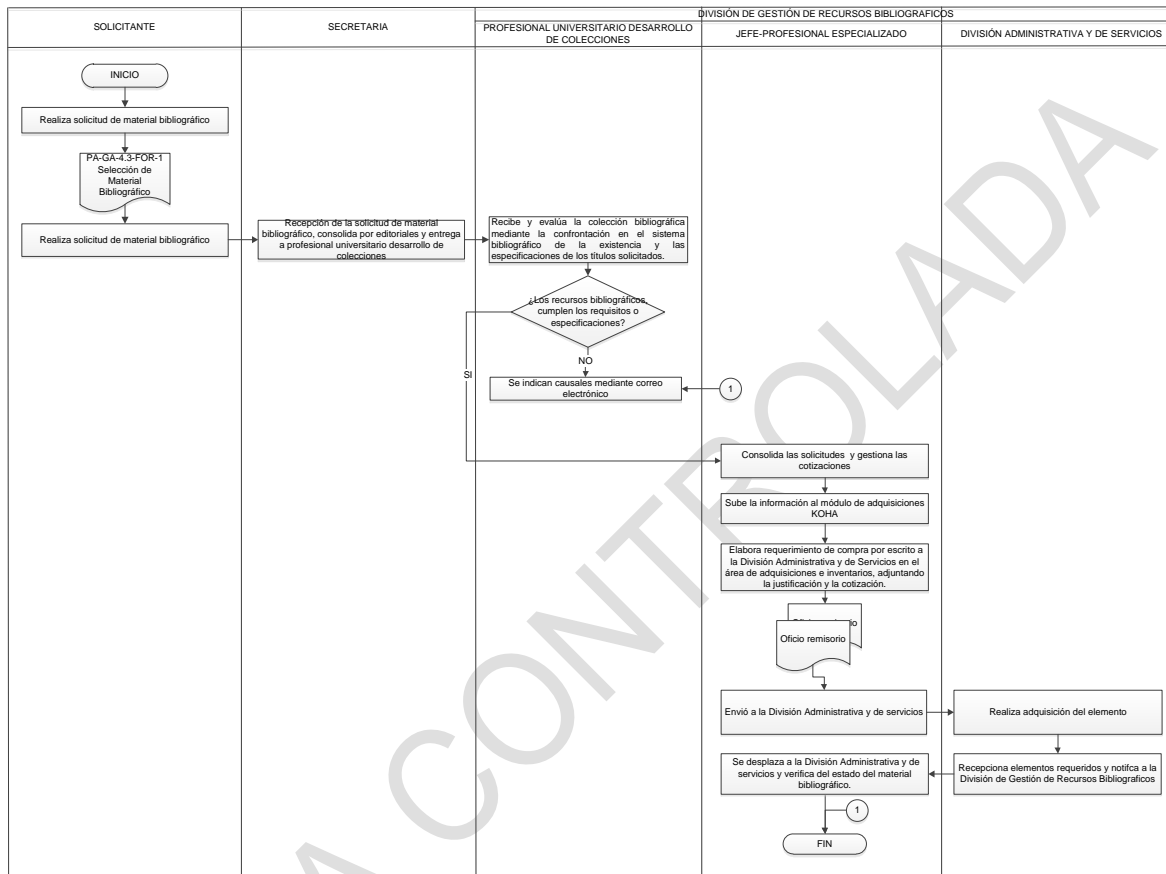 DIVISIÓN DE GESTIÓN DE RECURSOS BIBLIOGRAFICOS
SOLICITANTE
SECRETARIA
PROFESIONAL UNIVERSITARIO DESARROLLO
DE COLECCIONES
JEFE-PROFESIONAL ESPECIALIZADO
DIVISIÓN ADMINISTRATIVA Y DE SERVICIOS
INICIO
Realiza solicitud de material bibliográfico
PA-GA-4.3-FOR-1
Selección de
Material
Bibliográfico
Realiza solicitud de material bibliográfico
Recepción de la solicitud de material
bibliográfico, consolida por editoriales y entrega
a profesional universitario desarrollo de
colecciones
Recibe y evalúa la colección bibliográfica
mediante la confrontación en el sistema
bibliográfico de la existencia y las
especificaciones de los títulos solicitados.
¿Los recursos bibliográficos,
cumplen los requisitos o
especificaciones?
NO
SI
Se indican causales mediante correo
electrónico
1
Consolida las solicitudes y gestiona las
cotizaciones
Sube la información al módulo de adquisiciones
KOHA
Elabora requerimiento de compra por escrito a
la División Administrativa y de Servicios en el
área de adquisiciones e inventarios, adjuntando
la justificación y la cotización.
Oficio remisorio
Envió a la División Administrativa y de servicios
Realiza adquisición del elemento
Recepciona elementos requeridos y notifca a la
División de Gestión de Recursos Bibliograficos
Se desplaza a la División Administrativa y de
servicios y verifica del estado del material
bibliográfico.
1
FIN
A CONTROLADA